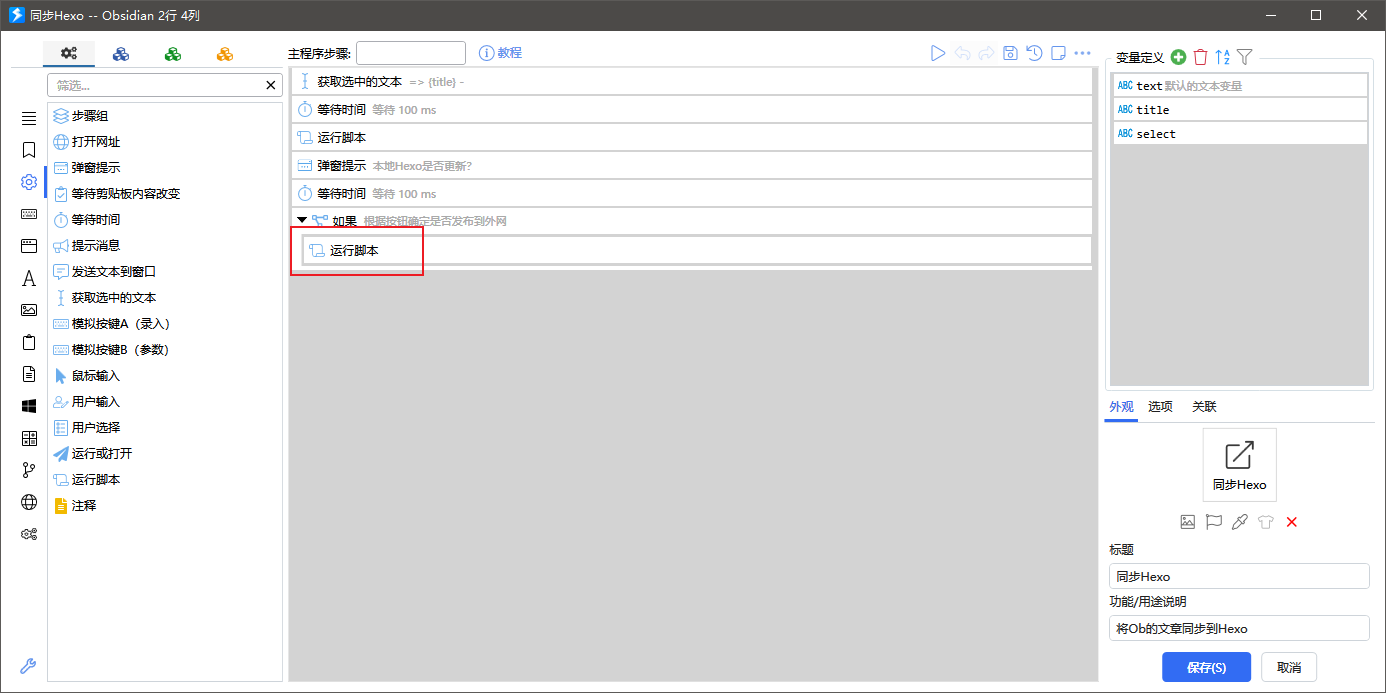 同步Hexo -- Obsidian 2行 4列
主程序步骤:
教程
筛选...
步骤组
打开网址
弹窗提示
等待剪贴板内容改变
等待时间
提示消息
发送文本到窗口
获取选中的文本
模拟按键A（录入）
模拟按键B（参数）
鼠标输入
用户输入
用户选择
运行或打开
运行脚本
注释
获取选中的文本 => {title} -
等待时间 等待 100 ms
运行脚本
弹窗提示 本地Hexo是否更新?
等待时间 等待 100 ms
如果 根据按钮确定是否发布到外网
运行脚本
变量定义
ABC text 默认的文本变量
ABC title
ABC select
外观 选项 关联
同步Hexo
标题
同步Hexo
功能/用途说明
将Ob的文章同步到Hexo
保存(S) 取消